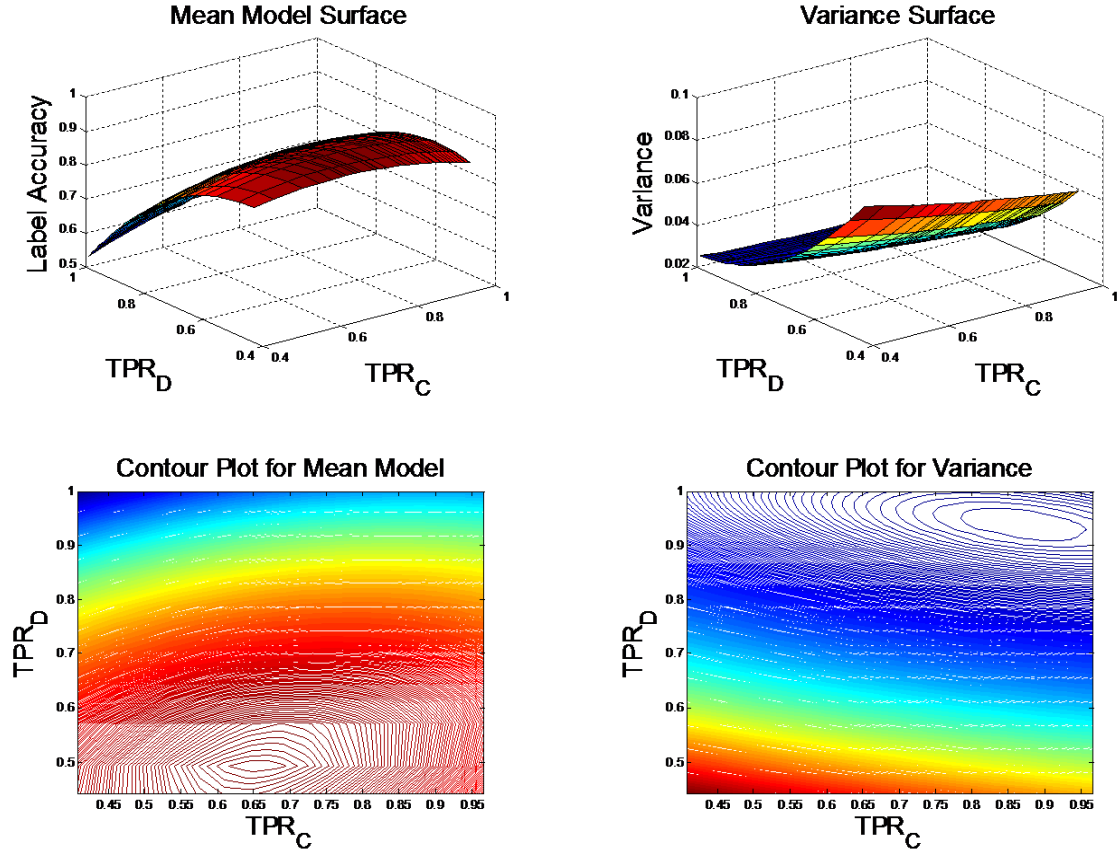 Mean Model Surface
Variance Surface
Label Accuracy
1
0.9
0.8
0.7
0.6
0.5
1
0.8
0.6
0.4
0.4
0.6
0.8
1
TPR_D
TPR_C
Variance
0.1
0.08
0.06
0.04
0.02
1
0.8
0.6
0.4
0.4
0.6
0.8
1
TPR_D
TPR_C
Contour Plot for Mean Model
Contour Plot for Variance
TPR_D
1
0.9
0.8
0.7
0.6
0.5
0.45 0.5 0.55 0.6 0.65 0.7 0.75 0.8 0.85 0.9 0.95
TPR_C
TPR_D
1
0.9
0.8
0.7
0.6
0.5
0.45 0.5 0.55 0.6 0.65 0.7 0.75 0.8 0.85 0.9 0.95
TPR_C